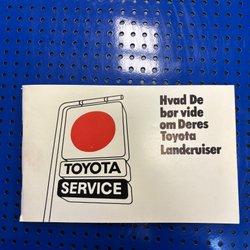 Hvad De
bør vide
om Deres
Toyota
Landcruiser
TOYOTA
SERVICE